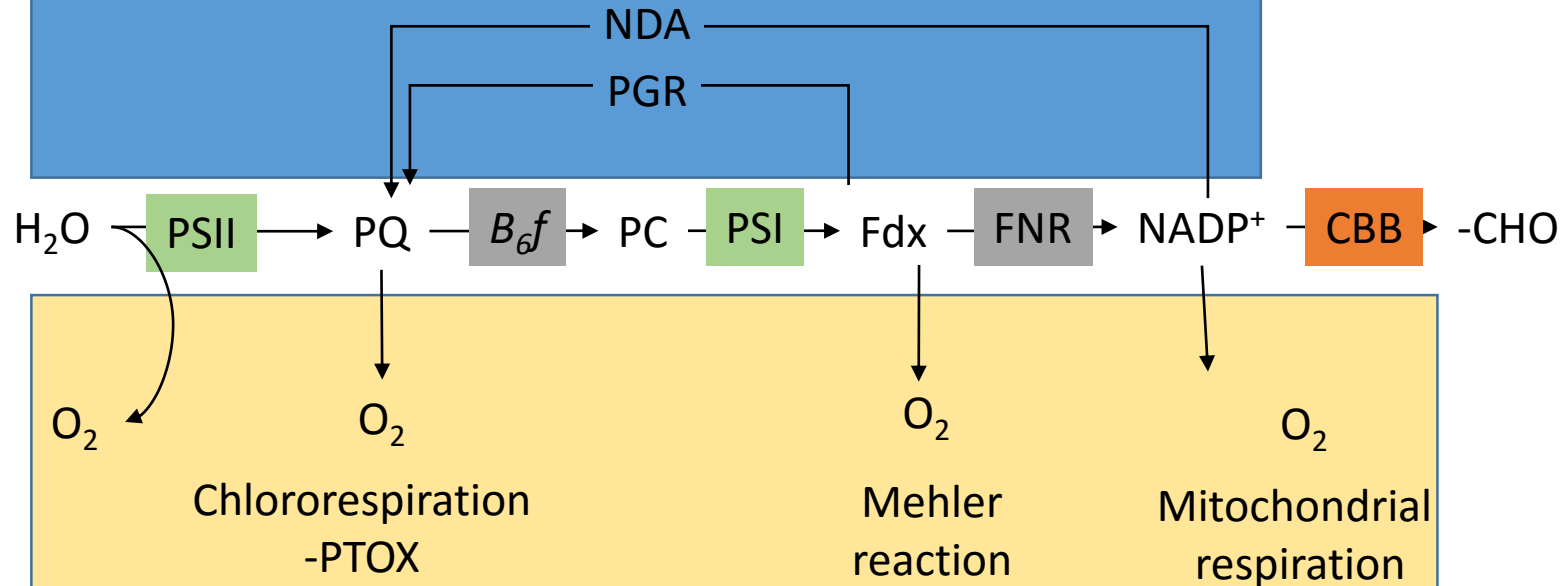 NDA
PGR
H₂O PSII PQ B₆f PC PSI Fdx FNR NADP⁺ CBB -CHO
O₂ O₂ O₂ O₂
Chlororespiration
-PTOX
Mehler
reaction
Mitochondrial
respiration